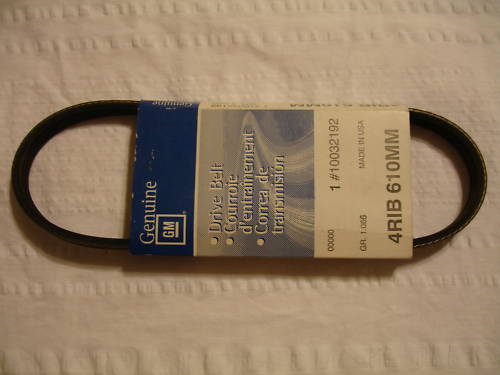 Genuine
GM
• Drive Belt
• Courroie
d'entraînement
• Correa de
transmisión
1 #10032192
00000
MADE IN USA
GR. 1.066
4RIB 610MM